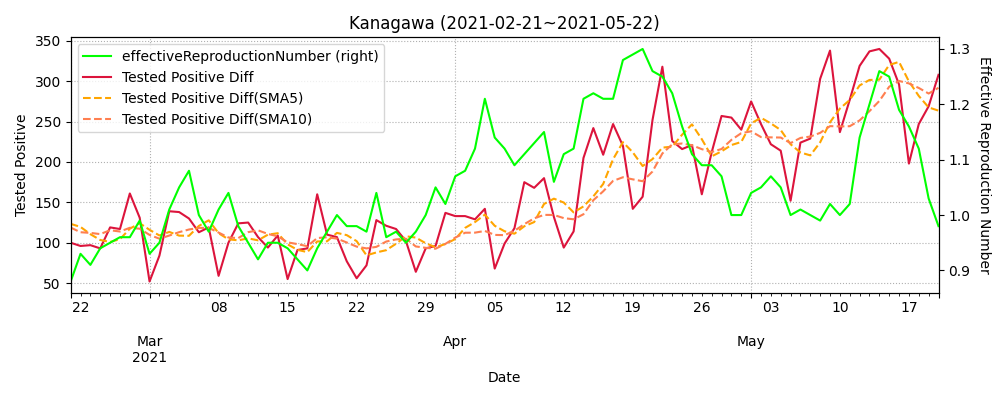 Kanagawa (2021-02-21~2021-05-22)
effectiveReproductionNumber (right)
Tested Positive Diff
Tested Positive Diff(SMA5)
Tested Positive Diff(SMA10)
350
300
250
200
150
100
50
Tested Positive
1.3
1.2
1.1
1.0
0.9
Effective Reproduction Number
22 08 15 22 29 05 12 19 26 03 10 17
Mar Apr May
2021
Date